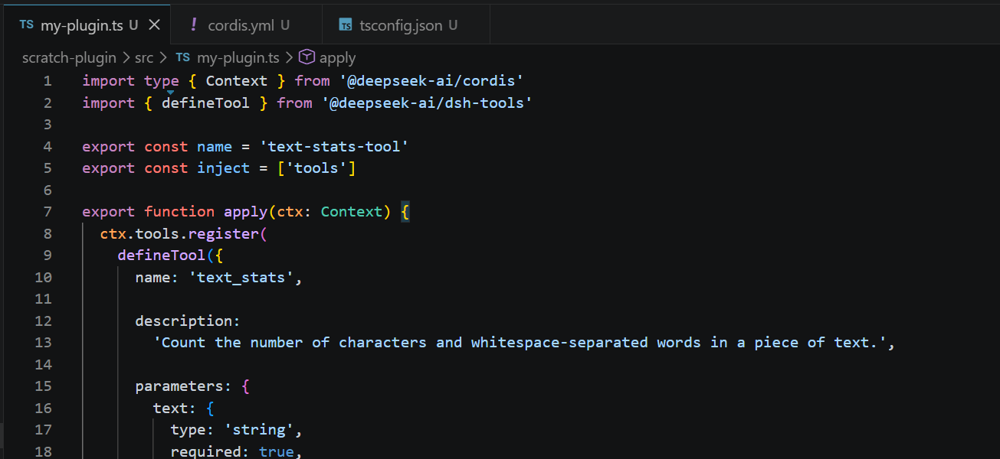 TS my-plugin.ts U × ! cordis.yml U TS tsconfig.json U
scratch-plugin > src > TS my-plugin.ts > apply
1 import type { Context } from '@deepseek-ai/cordis'
2 import { defineTool } from '@deepseek-ai/dsh-tools'
3
4 export const name = 'text-stats-tool'
5 export const inject = ['tools']
6
7 export function apply(ctx: Context) {
8 ctx.tools.register(
9 defineTool({
10 name: 'text_stats',
11
12 description:
13 'Count the number of characters and whitespace-separated words in a piece of text.',
14
15 parameters: {
16 text: {
17 type: 'string',
18 required: true,